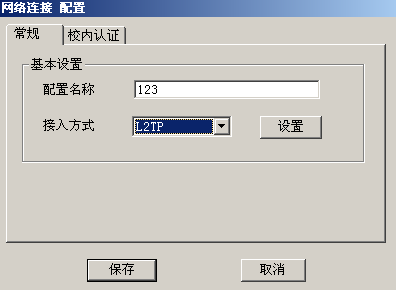 网络连接 配置
常规 校内认证
基本设置
配置名称 123
接入方式 L2TP 设置
保存 取消